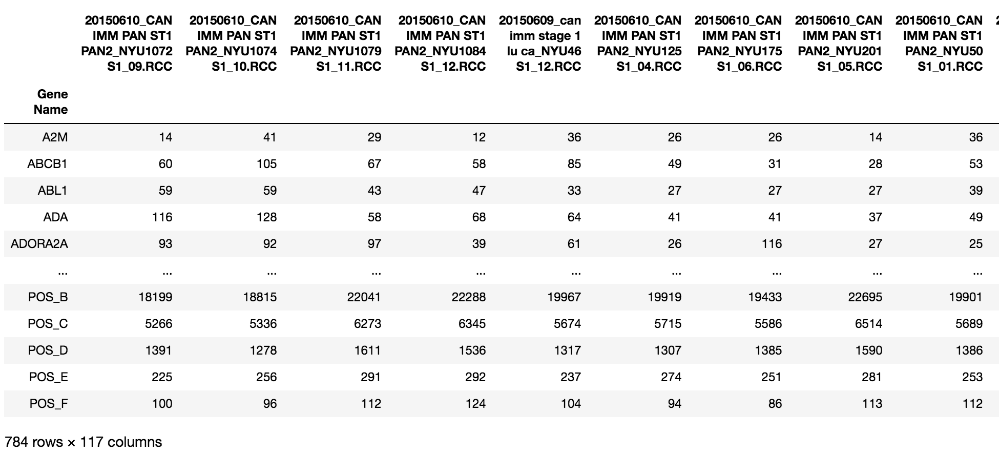 20150610_CAN 20150610_CAN 20150610_CAN 20150610_CAN 20150609_can 20150610_CAN 20150610_CAN 20150610_CAN 20150610_CAN
IMM PAN ST1 IMM PAN ST1 IMM PAN ST1 IMM PAN ST1 imm stage 1 IMM PAN ST1 IMM PAN ST1 IMM PAN ST1 IMM PAN ST1
PAN2_NYU1072 PAN2_NYU1074 PAN2_NYU1079 PAN2_NYU1084 lu ca_NYU46 PAN2_NYU125 PAN2_NYU175 PAN2_NYU201 PAN2_NYU50
S1_09.RCC S1_10.RCC S1_11.RCC S1_12.RCC S1_12.RCC S1_04.RCC S1_06.RCC S1_05.RCC S1_01.RCC
Gene
Name
A2M 14 41 29 12 36 26 26 14 36
ABCB1 60 105 67 58 85 49 31 28 53
ABL1 59 59 43 47 33 27 27 27 39
ADA 116 128 58 68 64 41 41 37 49
ADORA2A 93 92 97 39 61 26 116 27 25
... ... ... ... ... ... ... ... ... ...
POS_B 18199 18815 22041 22288 19967 19919 19433 22695 19901
POS_C 5266 5336 6273 6345 5674 5715 5586 6514 5689
POS_D 1391 1278 1611 1536 1317 1307 1385 1590 1386
POS_E 225 256 291 292 237 274 251 281 253
POS_F 100 96 112 124 104 94 86 113 112
784 rows × 117 columns